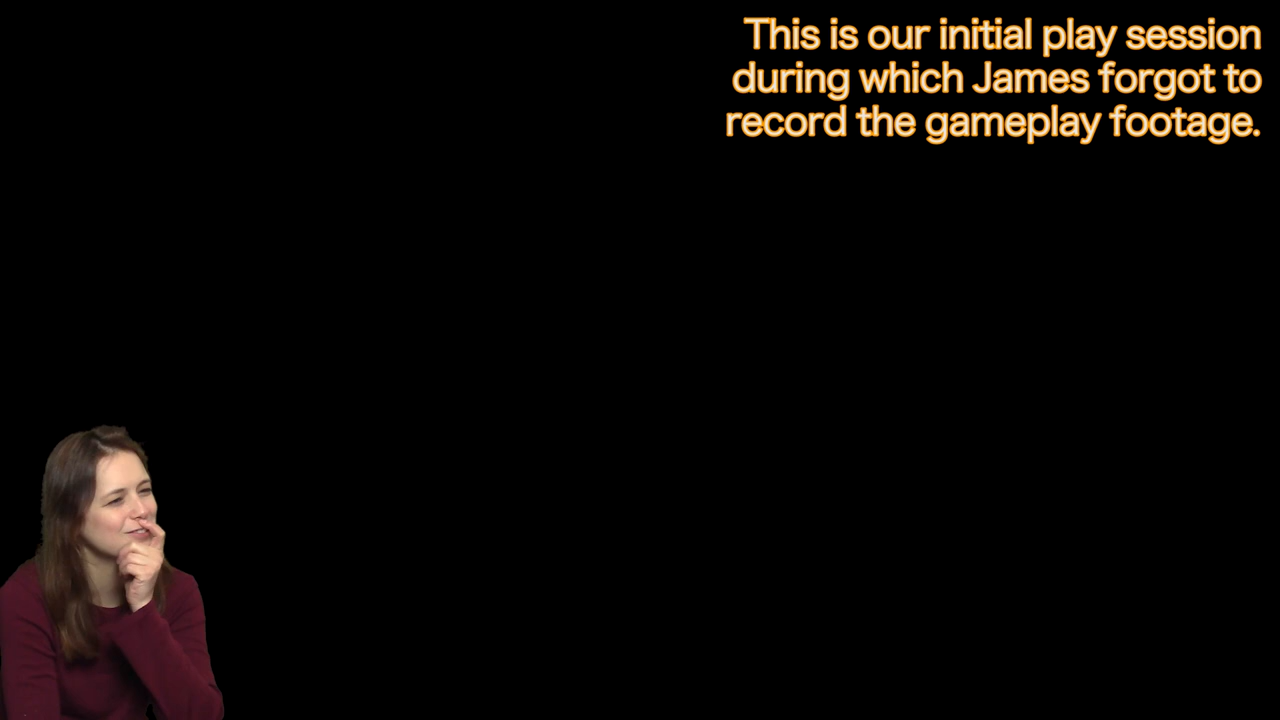 This is our initial play session
during which James forgot to
record the gameplay footage.